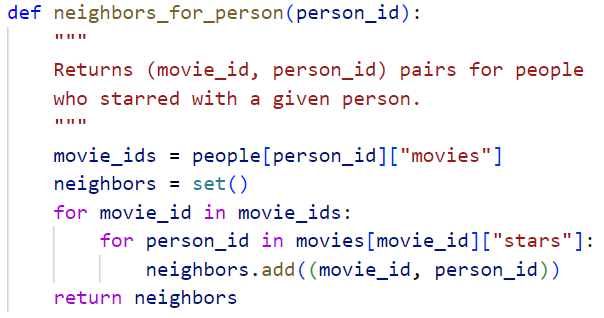 def neighbors_for_person(person_id):
    """
    Returns (movie_id, person_id) pairs for people
    who starred with a given person.
    """
    movie_ids = people[person_id]["movies"]
    neighbors = set()
    for movie_id in movie_ids:
        for person_id in movies[movie_id]["stars"]:
            neighbors.add((movie_id, person_id))
    return neighbors